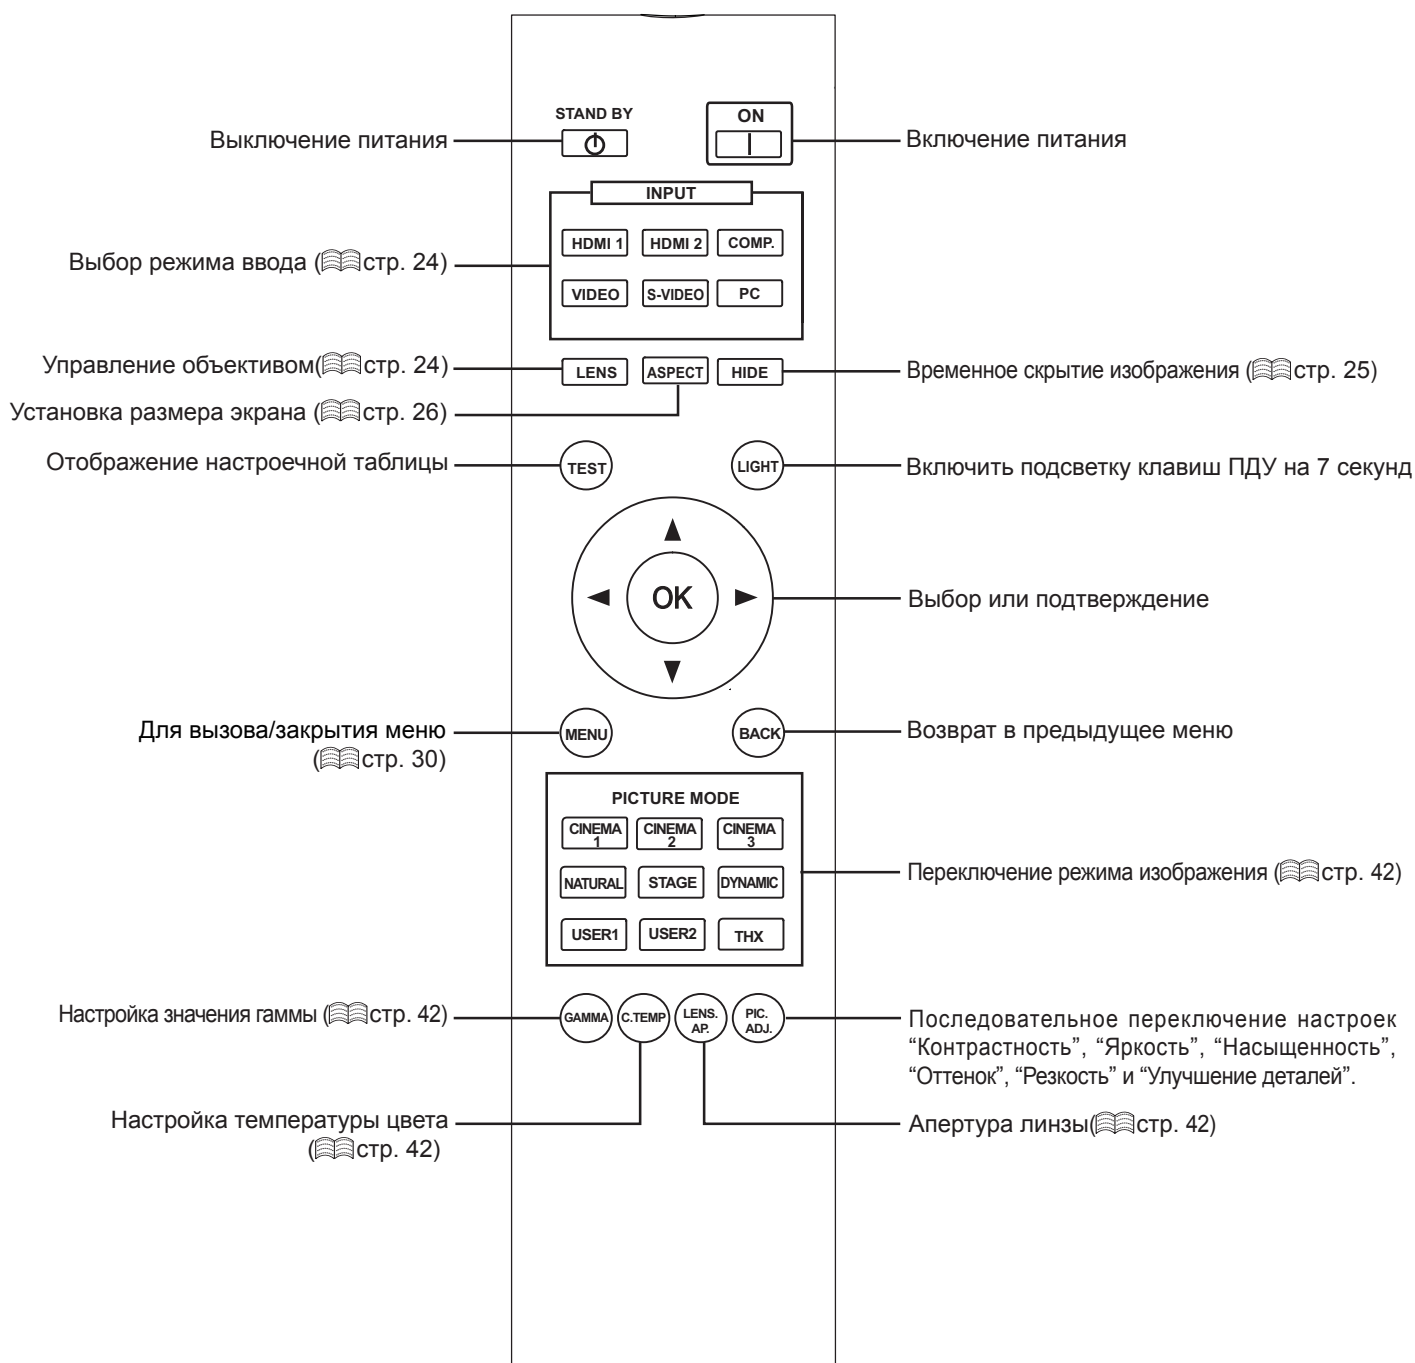 STAND BY
ON
Выключение питания
Включение питания
INPUT
HDMI 1 HDMI 2 COMP.
Выбор режима ввода (стр. 24)
VIDEO S-VIDEO PC
Управление объективом(стр. 24)
LENS ASPECT HIDE
Временное скрытие изображения (стр. 25)
Установка размера экрана (стр. 26)
Отображение настроечной таблицы
TEST LIGHT
Включить подсветку клавиш ПДУ на 7 секунд
OK
Выбор или подтверждение
Для вызова/закрытия меню
(стр. 30)
MENU BACK
Возврат в предыдущее меню
PICTURE MODE
CINEMA 1 CINEMA 2 CINEMA 3
Переключение режима изображения (стр. 42)
NATURAL STAGE DYNAMIC
USER1 USER2 THX
Настройка значения гаммы (стр. 42)
GAMMA C.TEMP LENS. AP. PIC. ADJ.
Последовательное переключение настроек
“Контрастность”, “Яркость”, “Насыщенность”,
“Оттенок”, “Резкость” и “Улучшение деталей”.
Настройка температуры цвета
(стр. 42)
Апертура линзы(стр. 42)